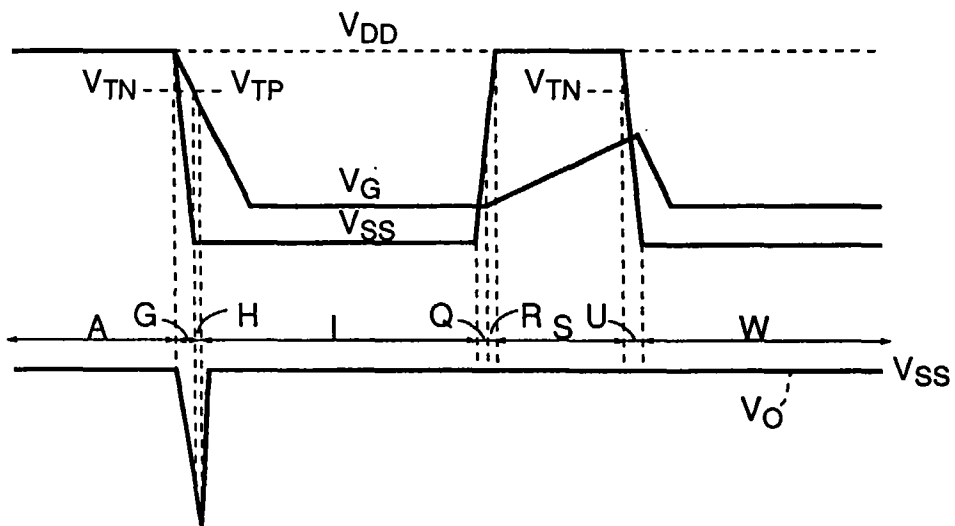 VDD
VTN VTP VTN
VG
VSS
A G H I Q R S U W
VSS
VO